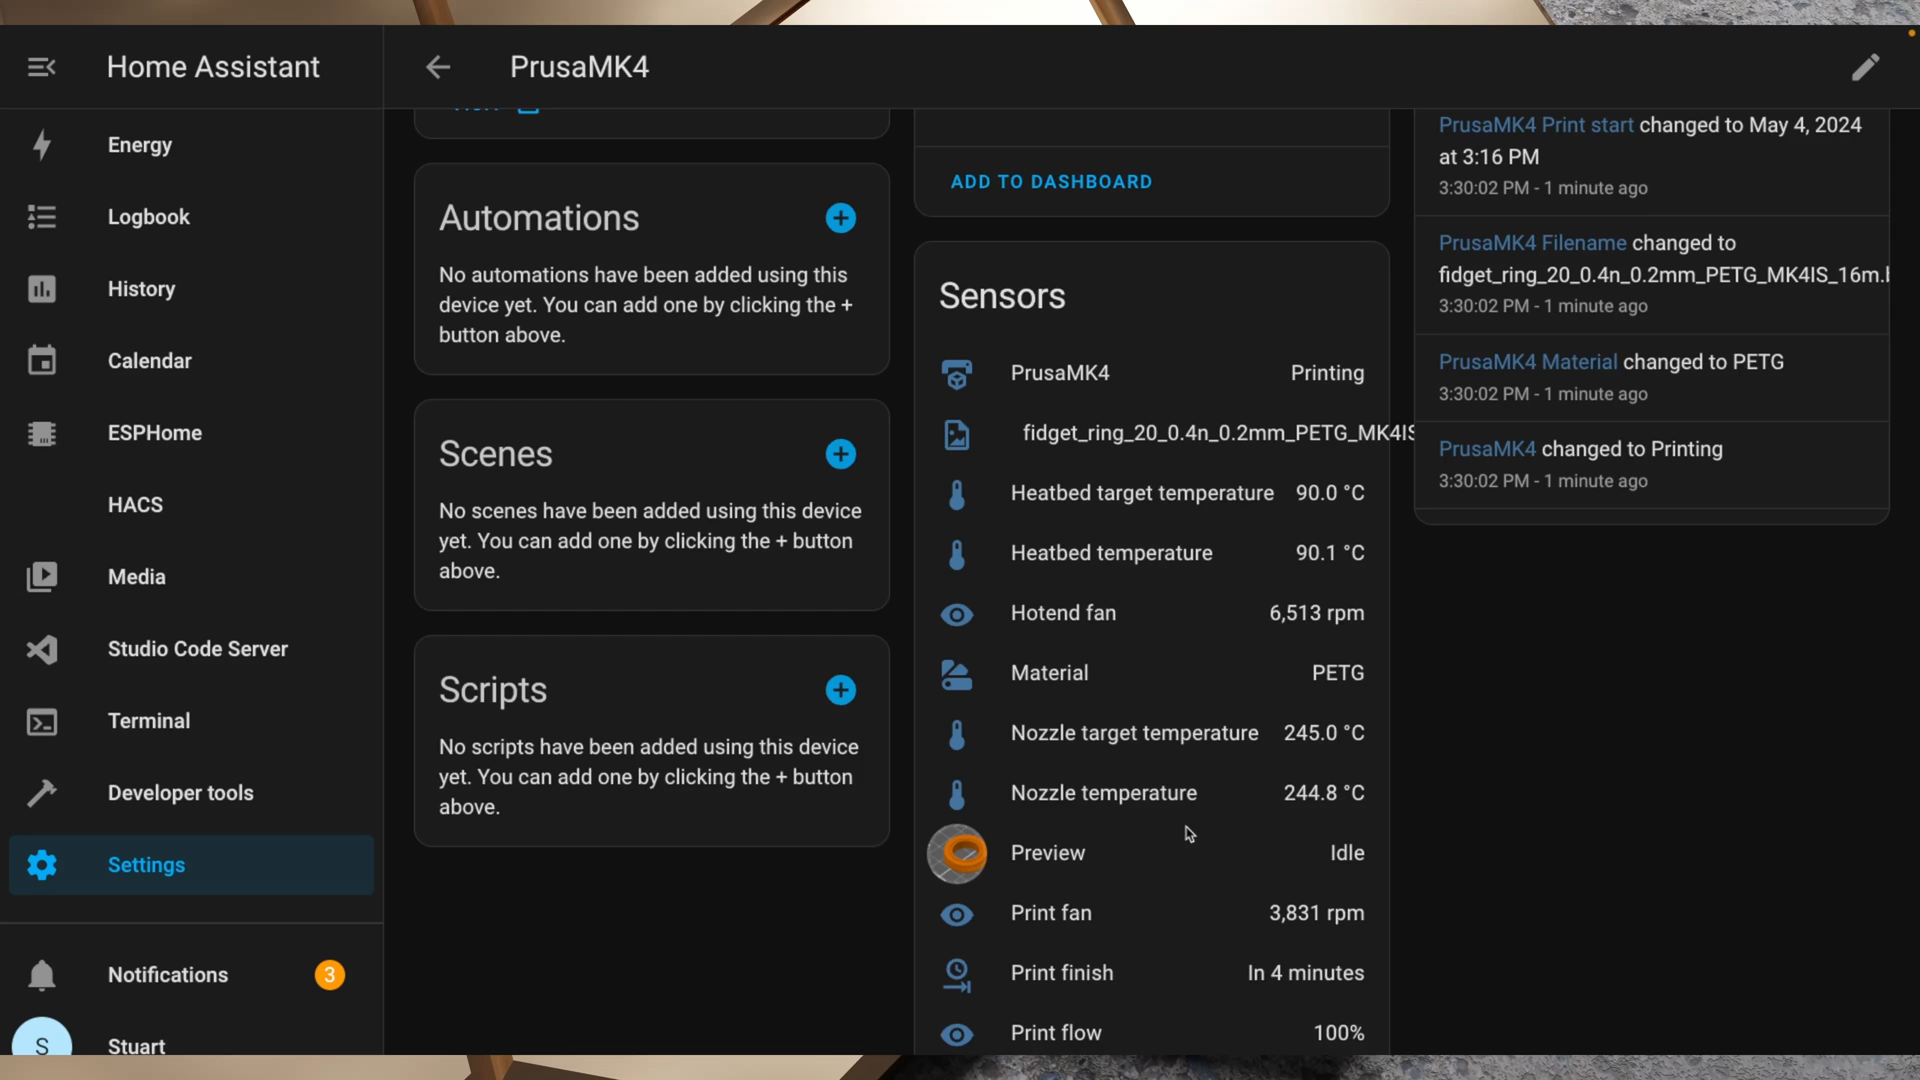 Home Assistant
PrusaMK4
Energy
Logbook
History
Calendar
ESPHome
HACS
Media
Studio Code Server
Terminal
Developer tools
Settings
Notifications
3
S
Stuart
Automations
No automations have been added using this
device yet. You can add one by clicking the +
button above.
Scenes
No scenes have been added using this device
yet. You can add one by clicking the + button
above.
Scripts
No scripts have been added using this device
yet. You can add one by clicking the + button
above.
ADD TO DASHBOARD
Sensors
PrusaMK4 Printing
fidget_ring_20_0.4n_0.2mm_PETG_MK4IS
Heatbed target temperature 90.0 °C
Heatbed temperature 90.1 °C
Hotend fan 6,513 rpm
Material PETG
Nozzle target temperature 245.0 °C
Nozzle temperature 244.8 °C
Preview Idle
Print fan 3,831 rpm
Print finish In 4 minutes
Print flow 100%
PrusaMK4 Print start changed to May 4, 2024
at 3:16 PM
3:30:02 PM - 1 minute ago
PrusaMK4 Filename changed to
fidget_ring_20_0.4n_0.2mm_PETG_MK4IS_16m.b
3:30:02 PM - 1 minute ago
PrusaMK4 Material changed to PETG
3:30:02 PM - 1 minute ago
PrusaMK4 changed to Printing
3:30:02 PM - 1 minute ago